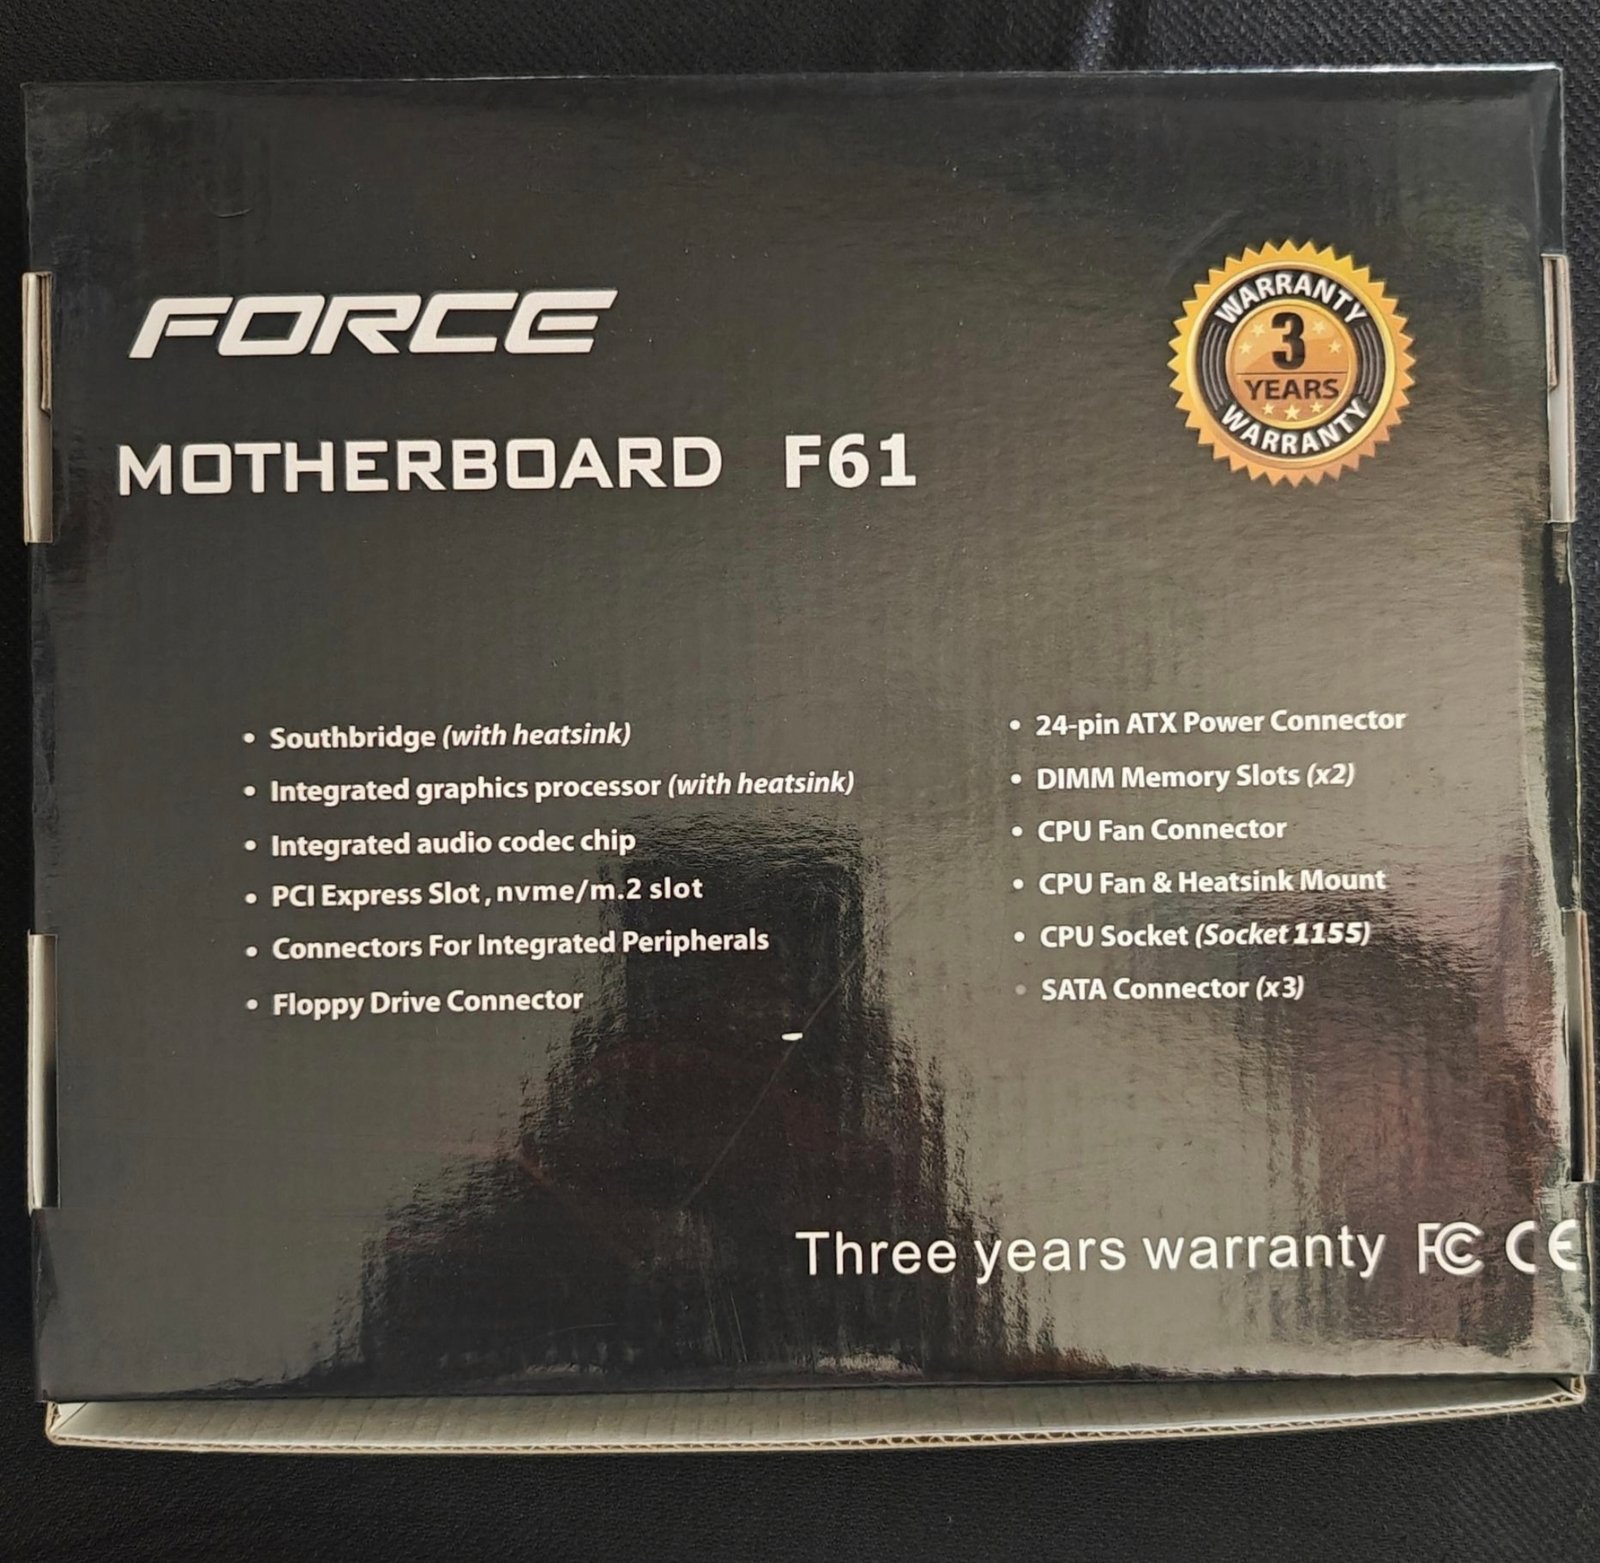 FORCE
WARRANTY
3
YEARS
WARRANTY
MOTHERBOARD F61
• Southbridge (with heatsink)
• Integrated graphics processor (with heatsink)
• Integrated audio codec chip
• PCI Express Slot, nvme/m.2 slot
• Connectors For Integrated Peripherals
• Floppy Drive Connector
• 24-pin ATX Power Connector
• DIMM Memory Slots (x2)
• CPU Fan Connector
• CPU Fan & Heatsink Mount
• CPU Socket (Socket 1155)
• SATA Connector (x3)
Three years warranty FC CE